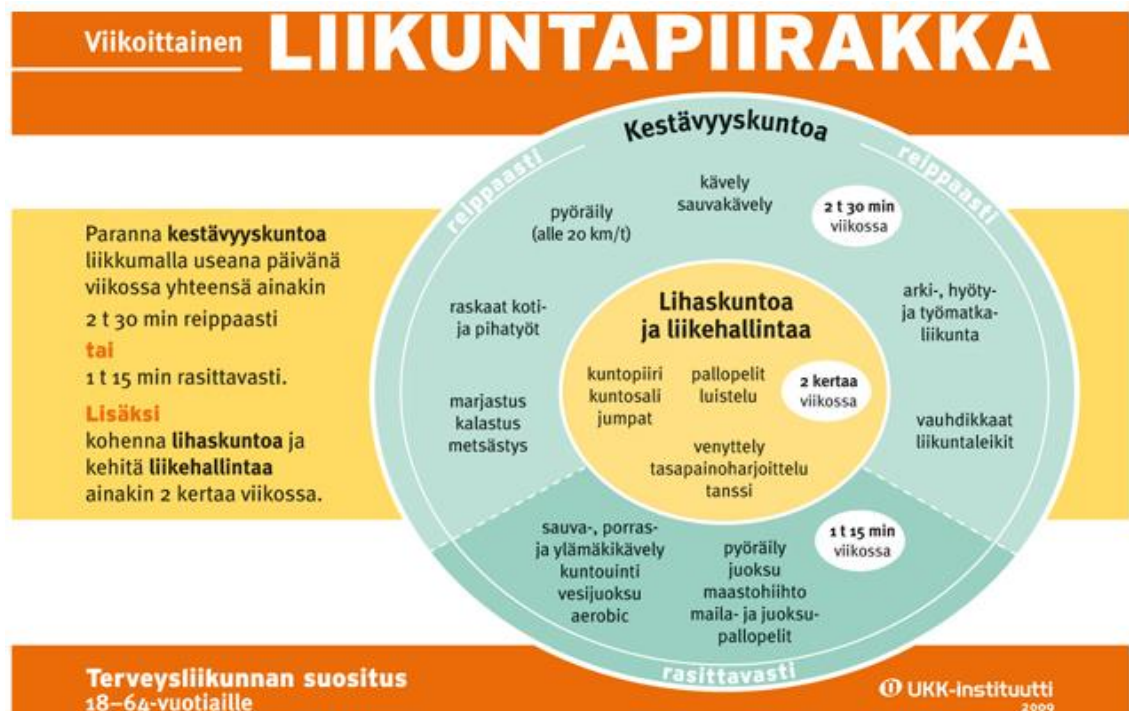 Viikoittainen LIIKUNTAPIIRAKKA
Paranna kestävyyskuntoa
liikkumalla useana päivänä
viikossa yhteensä ainakin
2 t 30 min reippaasti
tai
1 t 15 min rasittavasti.
Lisäksi
kohenna lihaskuntoa ja
kehitä liikehallintaa
ainakin 2 kertaa viikossa.
Kestävyyskuntoa
reippaasti
reippaasti
kävely
sauvakävely
2 t 30 min
viikossa
pyöräily
(alle 20 km/t)
raskaat koti-
ja pihatyöt
marjastus
kalastus
metsästys
arki-, hyöty-
ja työmatka-
liikunta
vauhdikkaat
liikuntaleikit
Lihaskuntoa
ja liikehallintaa
kuntopiiri
kuntosali
jumpat
pallopelit
luistelu
2 kertaa
viikossa
venyttely
tasapainoharjoittelu
tanssi
sauva-, porras-
ja ylämäkikävely
kuntouinti
vesijuoksu
aerobic
pyöräily
juoksu
maastohiihto
maila- ja juoksu-
pallopelit
1 t 15 min
viikossa
rasittavasti
Terveysliikunnan suositus
18–64-vuotiaille
UKK-instituutti
2009